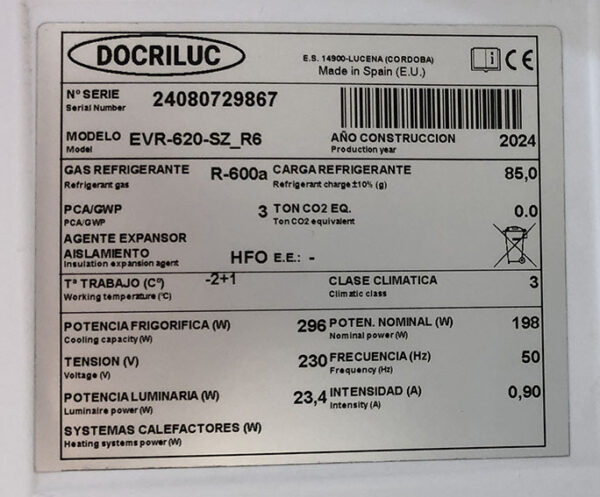 DOCRILUC
E.S. 14900-LUCENA (CORDOBA)
Made in Spain (E.U.)
i CE
Nº SERIE 24080729867
Serial Number
MODELO EVR-620-SZ_R6 AÑO CONSTRUCCION 2024
Model Production year
GAS REFRIGERANTE R-600a CARGA REFRIGERANTE 85,0
Refrigerant gas Refrigerant charge ±10% (g)
PCA/GWP 3 TON CO2 EQ. 0.0
PCA/GWP Ton CO2 equivalent
AGENTE EXPANSOR
AISLAMIENTO HFO E.E.: -
Insulation expansion agent
Tª TRABAJO (Cº) -2+1 CLASE CLIMATICA 3
Working temperature (ºC) Climatic class
POTENCIA FRIGORIFICA (W) 296 POTEN. NOMINAL (W) 198
Cooling capacity (W) Nominal power (W)
TENSION (V) 230 FRECUENCIA (Hz) 50
Voltage (V) Frequency (Hz)
POTENCIA LUMINARIA (W) 23,4 INTENSIDAD (A) 0,90
Luminaire power (W) Intensity (A)
SYSTEMAS CALEFACTORES (W)
Heating systems power (W)